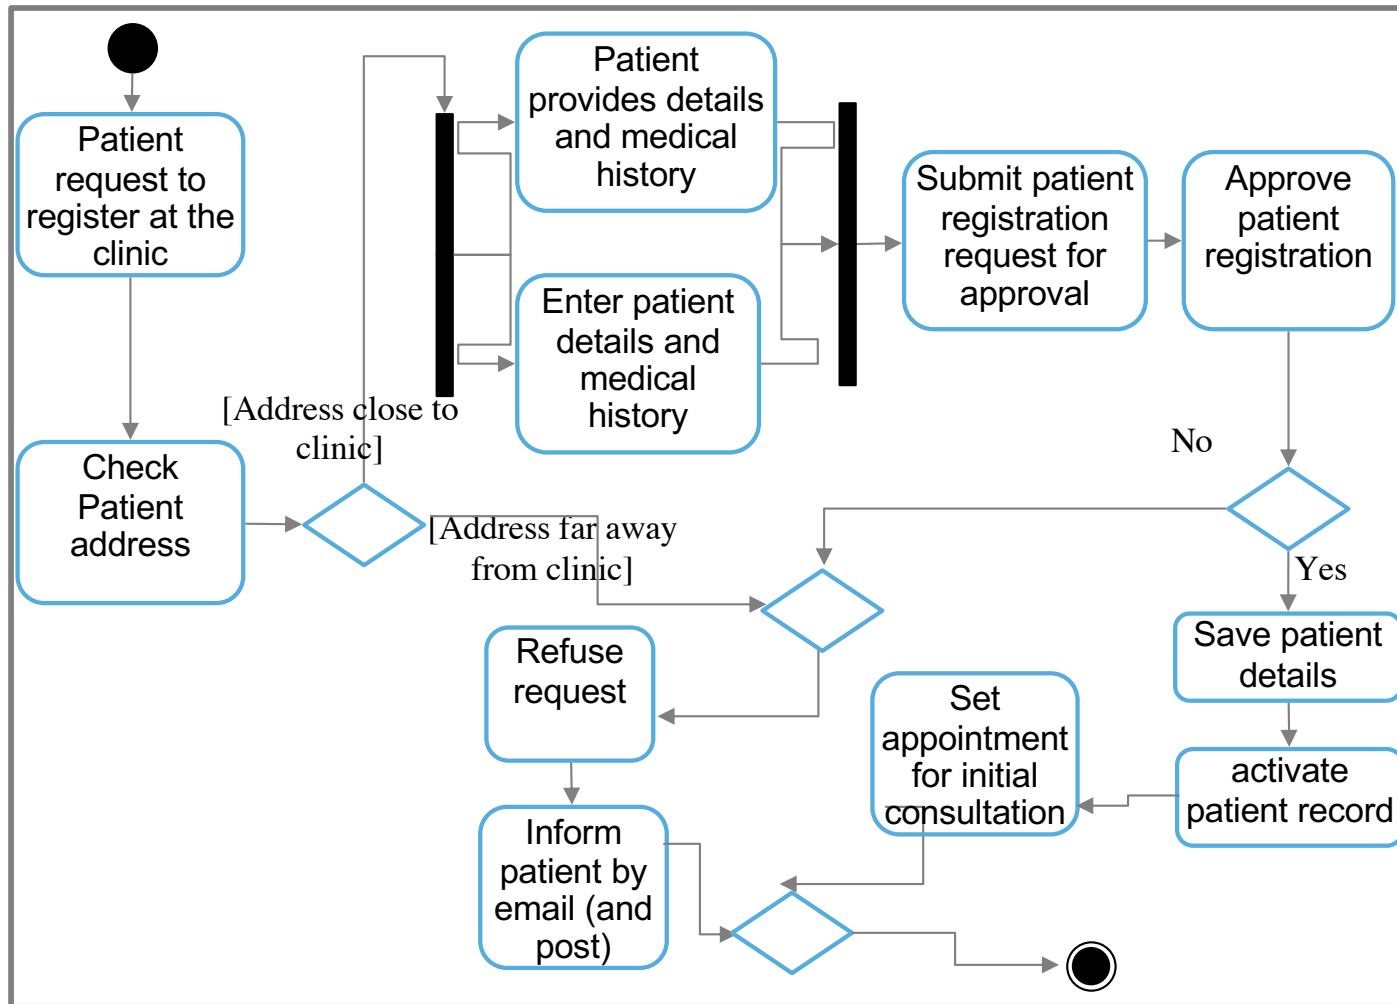 Patient
request to
register at the
clinic
Check
Patient
address
[Address close to
clinic]
[Address far away
from clinic]
Patient
provides details
and medical
history
Enter patient
details and
medical
history
Submit patient
registration
request for
approval
Approve
patient
registration
No
Yes
Save patient
details
activate
patient record
Set
appointment
for initial
consultation
Refuse
request
Inform
patient by
email (and
post)